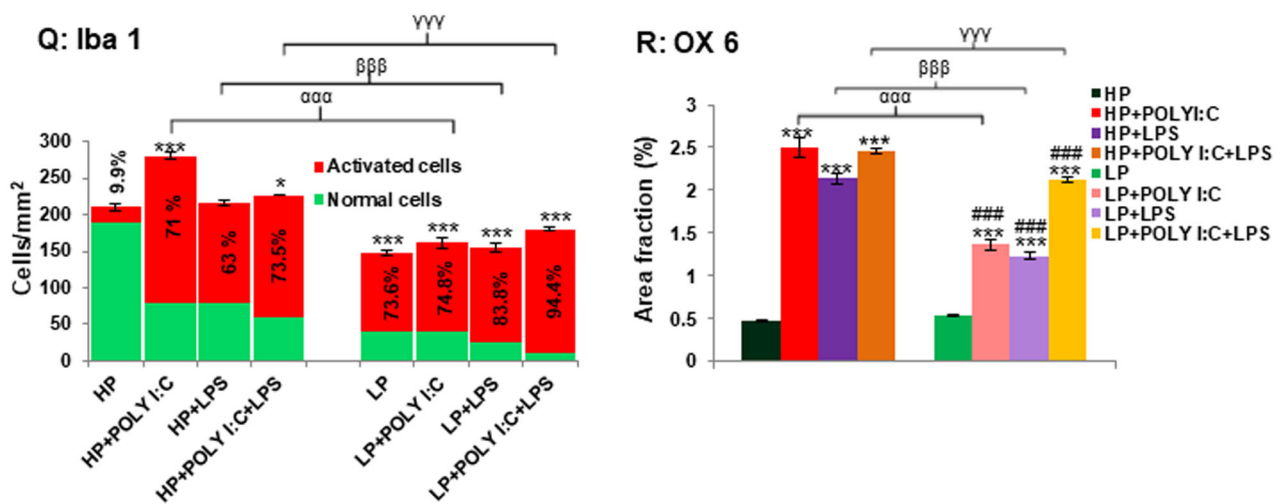 Q: Iba 1
γγγ
βββ
ααα
Cells/mm²
300
250
200
150
100
50
0
9.9%
***
71 %
63 %
*
73.5%
***
73.6%
***
74.8%
***
83.8%
***
94.4%
Activated cells
Normal cells
HP
HP+POLY I:C
HP+LPS
HP+POLY I:C+LPS
LP
LP+POLY I:C
LP+LPS
LP+POLY I:C+LPS
R: OX 6
γγγ
βββ
ααα
Area fraction (%)
3
2.5
2
1.5
1
0.5
0
***
***
***
###
***
###
***
###
***
HP
HP+POLYI:C
HP+LPS
HP+POLY I:C+LPS
LP
LP+POLY I:C
LP+LPS
LP+POLY I:C+LPS